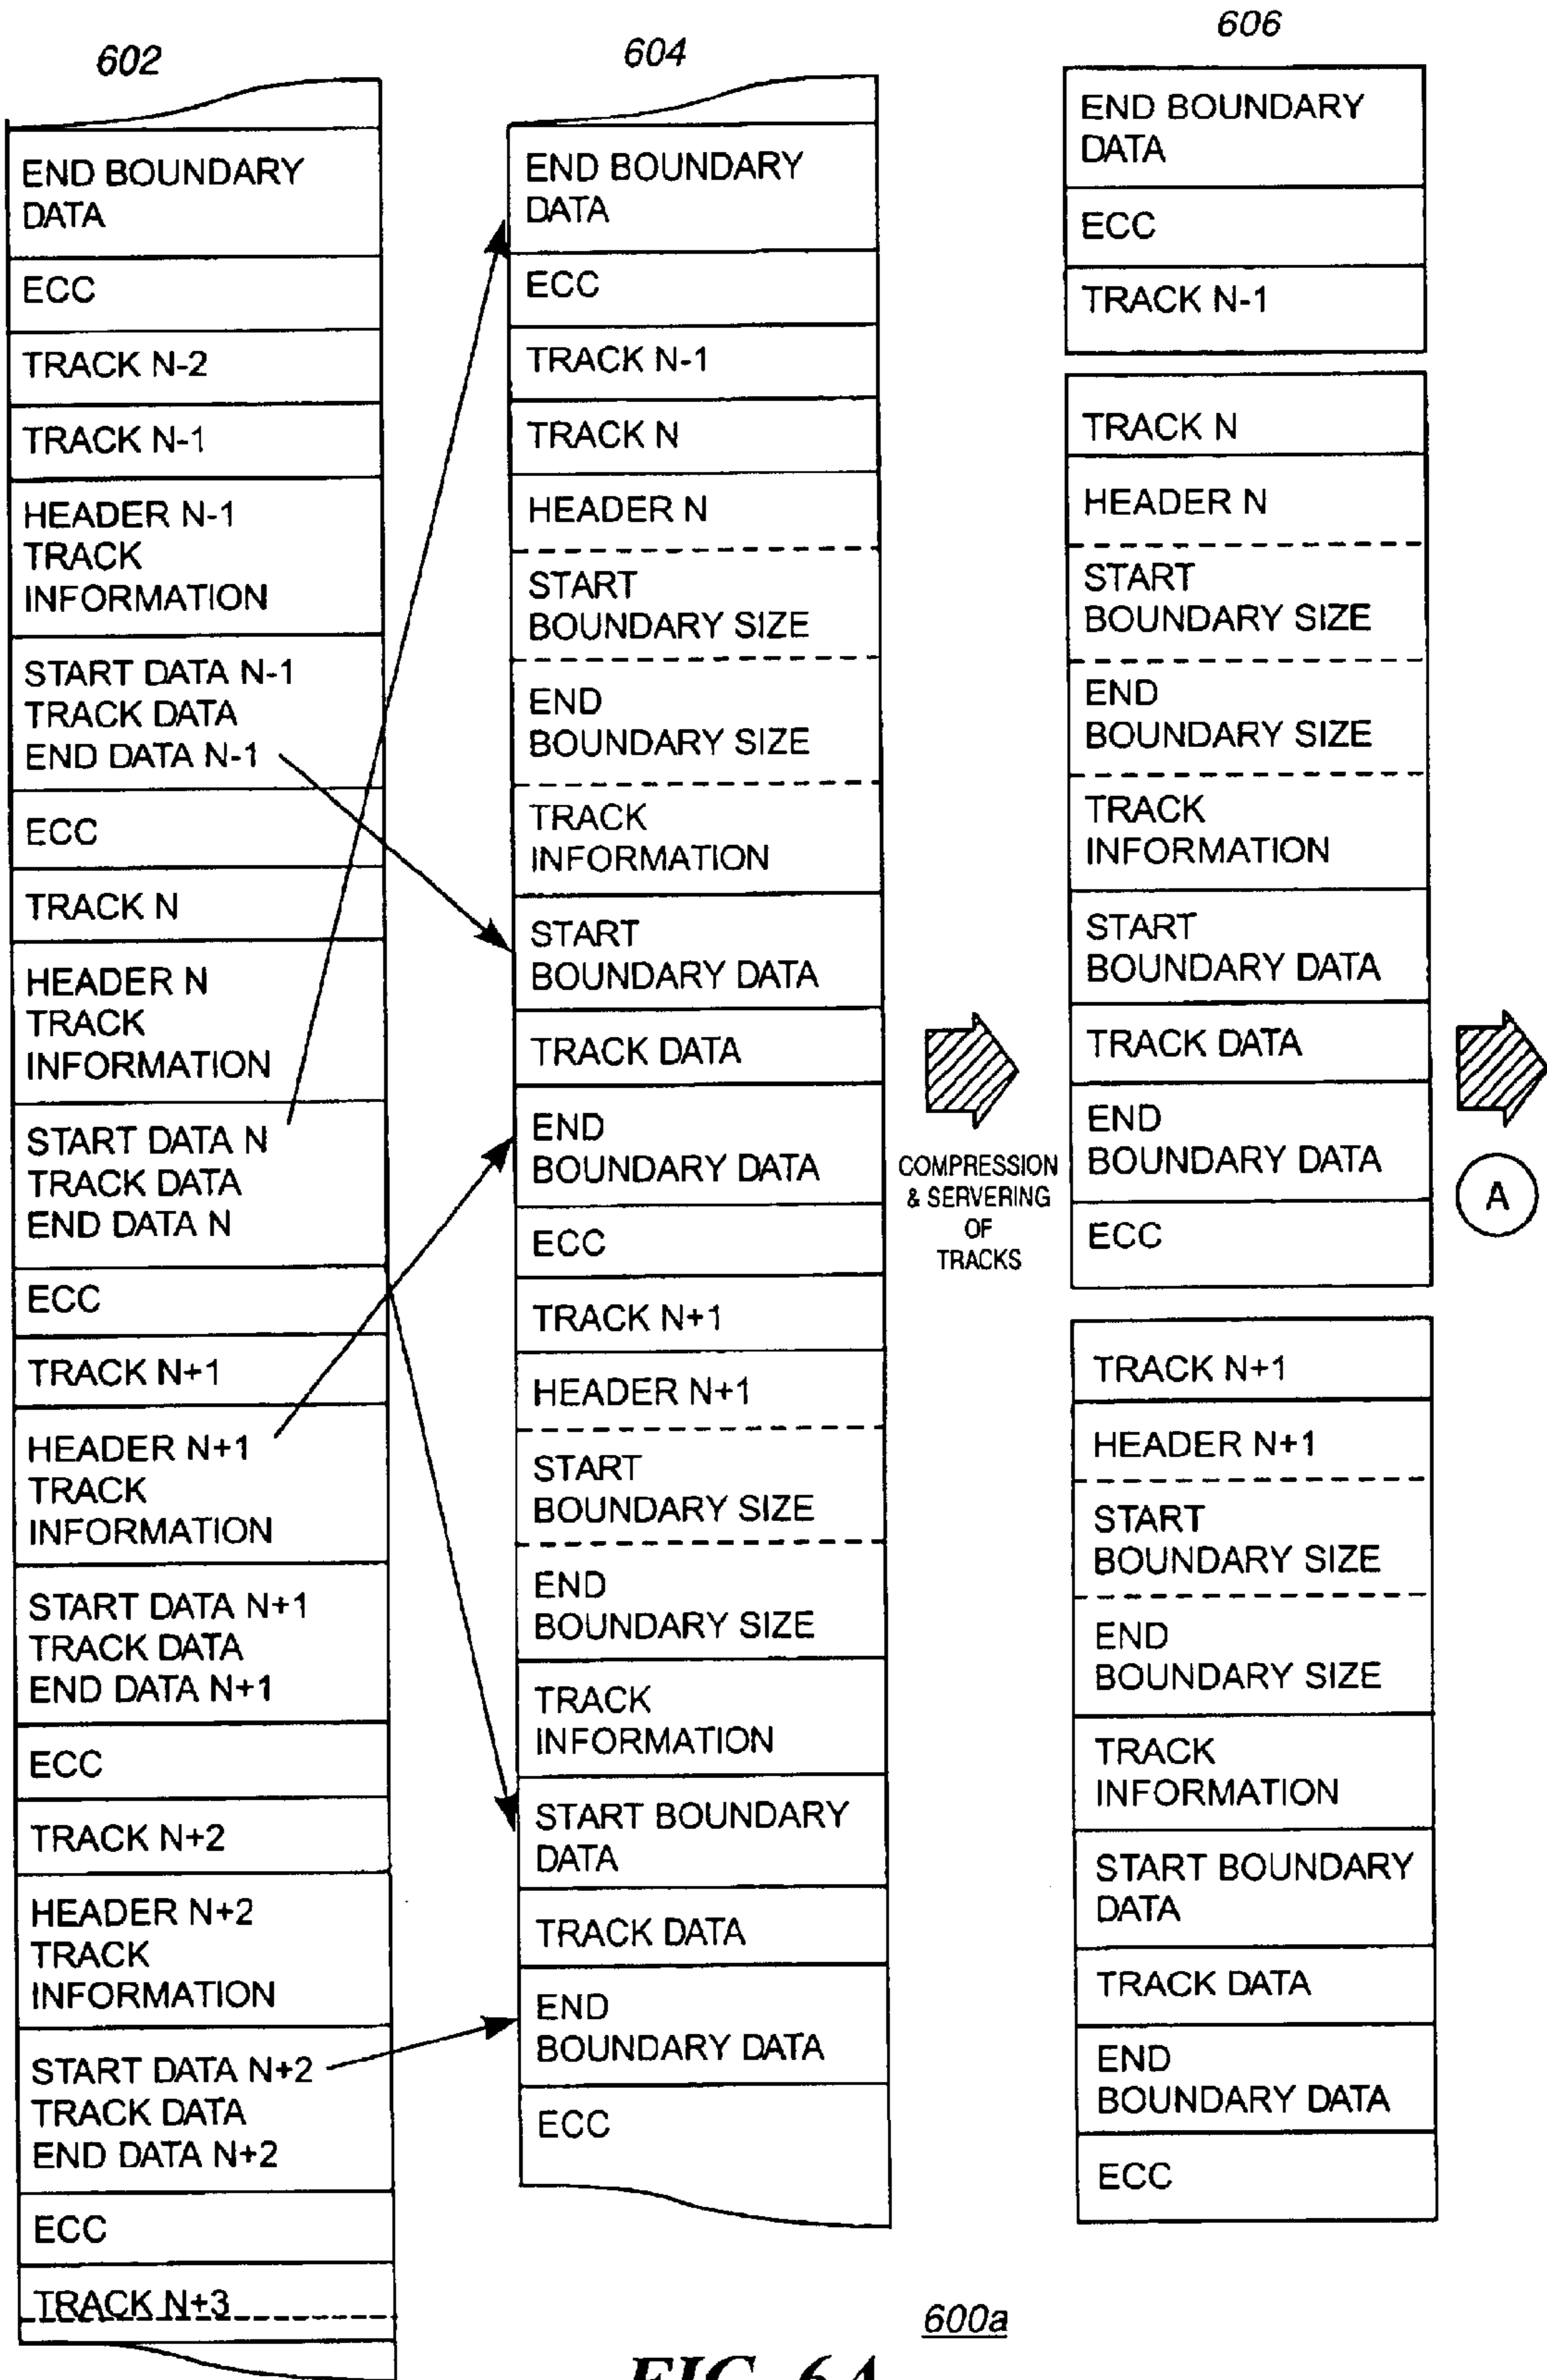 602
END BOUNDARY
DATA
ECC
TRACK N-2
TRACK N-1
HEADER N-1
TRACK
INFORMATION
START DATA N-1
TRACK DATA
END DATA N-1
ECC
TRACK N
HEADER N
TRACK
INFORMATION
START DATA N
TRACK DATA
END DATA N
ECC
TRACK N+1
HEADER N+1
TRACK
INFORMATION
START DATA N+1
TRACK DATA
END DATA N+1
ECC
TRACK N+2
HEADER N+2
TRACK
INFORMATION
START DATA N+2
TRACK DATA
END DATA N+2
ECC
TRACK N+3
604
END BOUNDARY
DATA
ECC
TRACK N-1
TRACK N
HEADER N
START
BOUNDARY SIZE
END
BOUNDARY SIZE
TRACK
INFORMATION
START
BOUNDARY DATA
TRACK DATA
END
BOUNDARY DATA
ECC
TRACK N+1
HEADER N+1
START
BOUNDARY SIZE
END
BOUNDARY SIZE
TRACK
INFORMATION
START BOUNDARY
DATA
TRACK DATA
END
BOUNDARY DATA
ECC
COMPRESSION
& SERVERING
OF
TRACKS
606
END BOUNDARY
DATA
ECC
TRACK N-1
TRACK N
HEADER N
START
BOUNDARY SIZE
END
BOUNDARY SIZE
TRACK
INFORMATION
START
BOUNDARY DATA
TRACK DATA
END
BOUNDARY DATA
ECC
TRACK N+1
HEADER N+1
START
BOUNDARY SIZE
END
BOUNDARY SIZE
TRACK
INFORMATION
START BOUNDARY
DATA
TRACK DATA
END
BOUNDARY DATA
ECC
A
600a
FIG. 6A